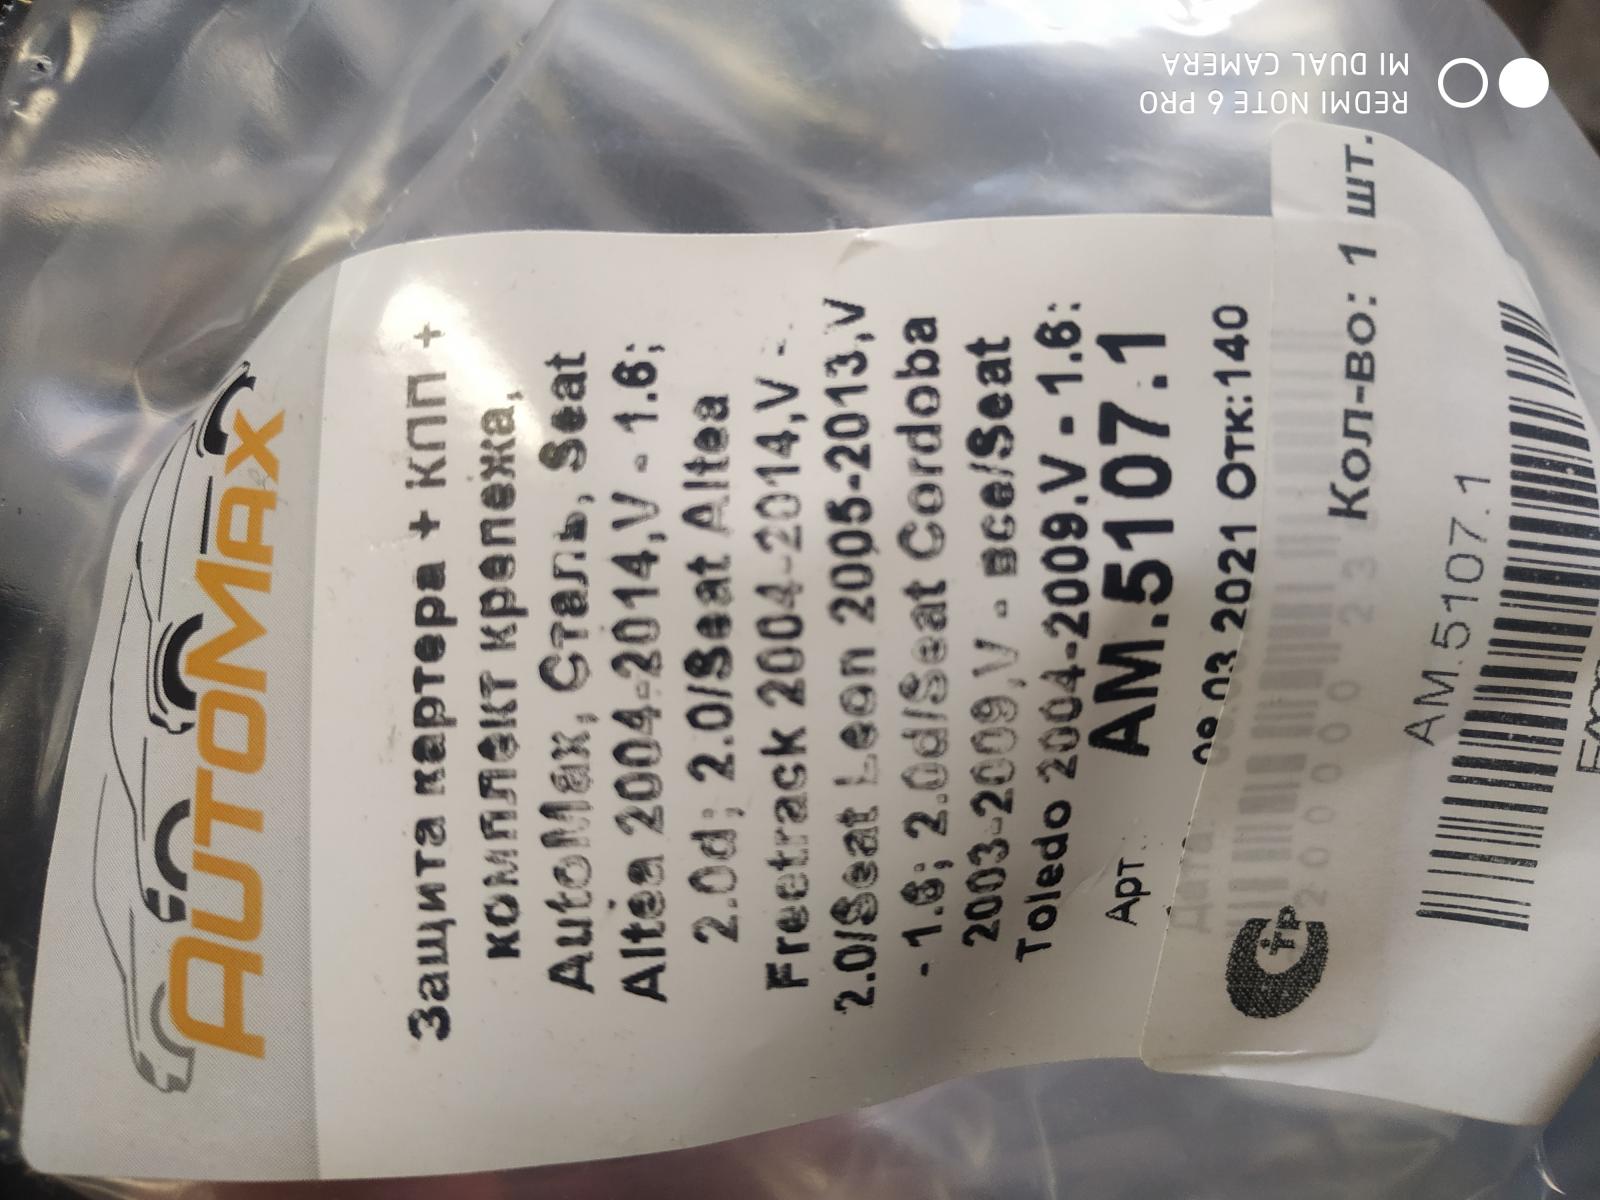 AUTOMAX
Защита картера + КПП +
комплект крепежа,
AutoMax, Сталь, Seat
Altea 2004-2014,V - 1.6;
2.0d; 2.0/Seat Altea
Freetrack 2004-2014,V -
2.0/Seat Leon 2005-2013,V
- 1.6; 2.0d/Seat Cordoba
2003-2009,V - все/Seat
Toledo 2004-2009,V - 1.6;
Арт.: AM.5107.1
Дата: 09.03.2021 ОТК:140
Кол-во: 1 шт.
AM.5107.1
REDMI NOTE 6 PRO
MI DUAL CAMERA